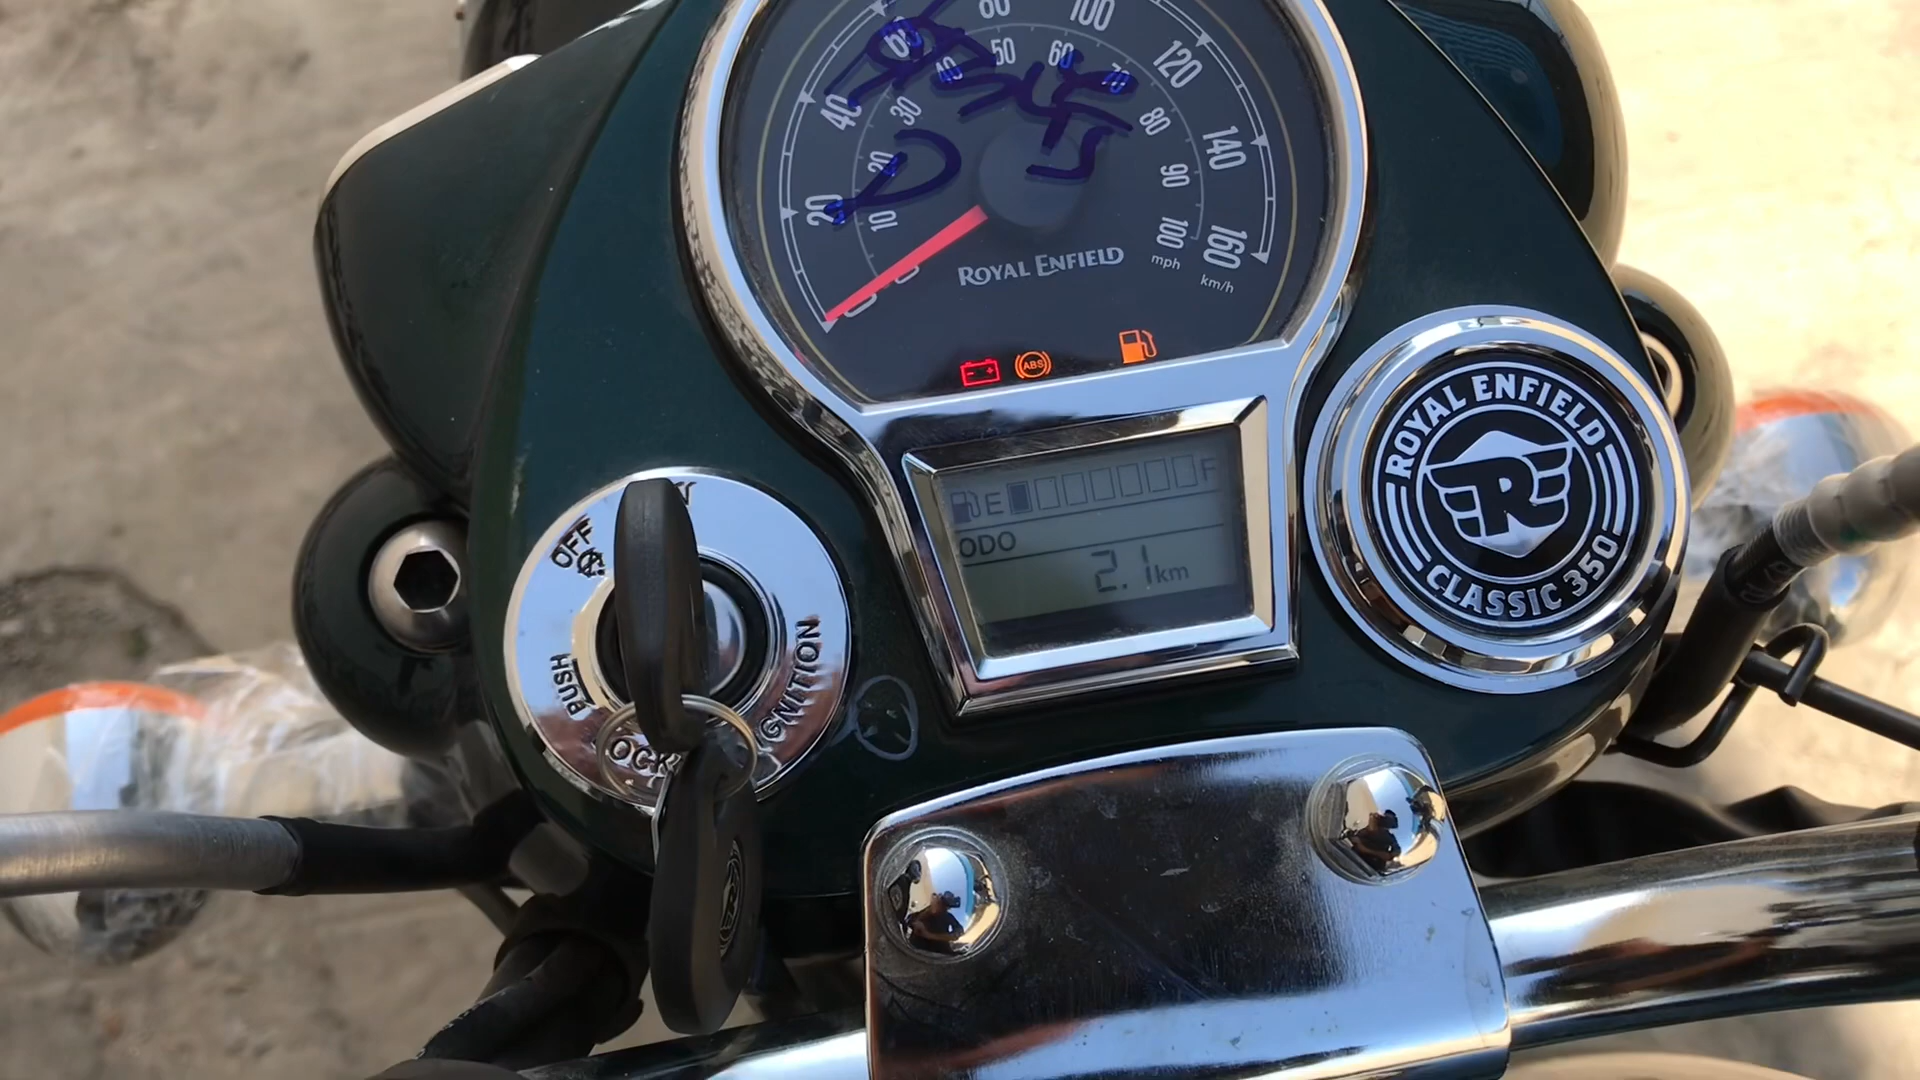 80 100
60 50 60 120
40 40 70
30 80 140
20 90
20 10 100 160
mph
km/h
ROYAL ENFIELD
ABS
E F
ODO
2.1 km
OFF
PUSH
IGNITION
ROYAL ENFIELD
R
CLASSIC 350